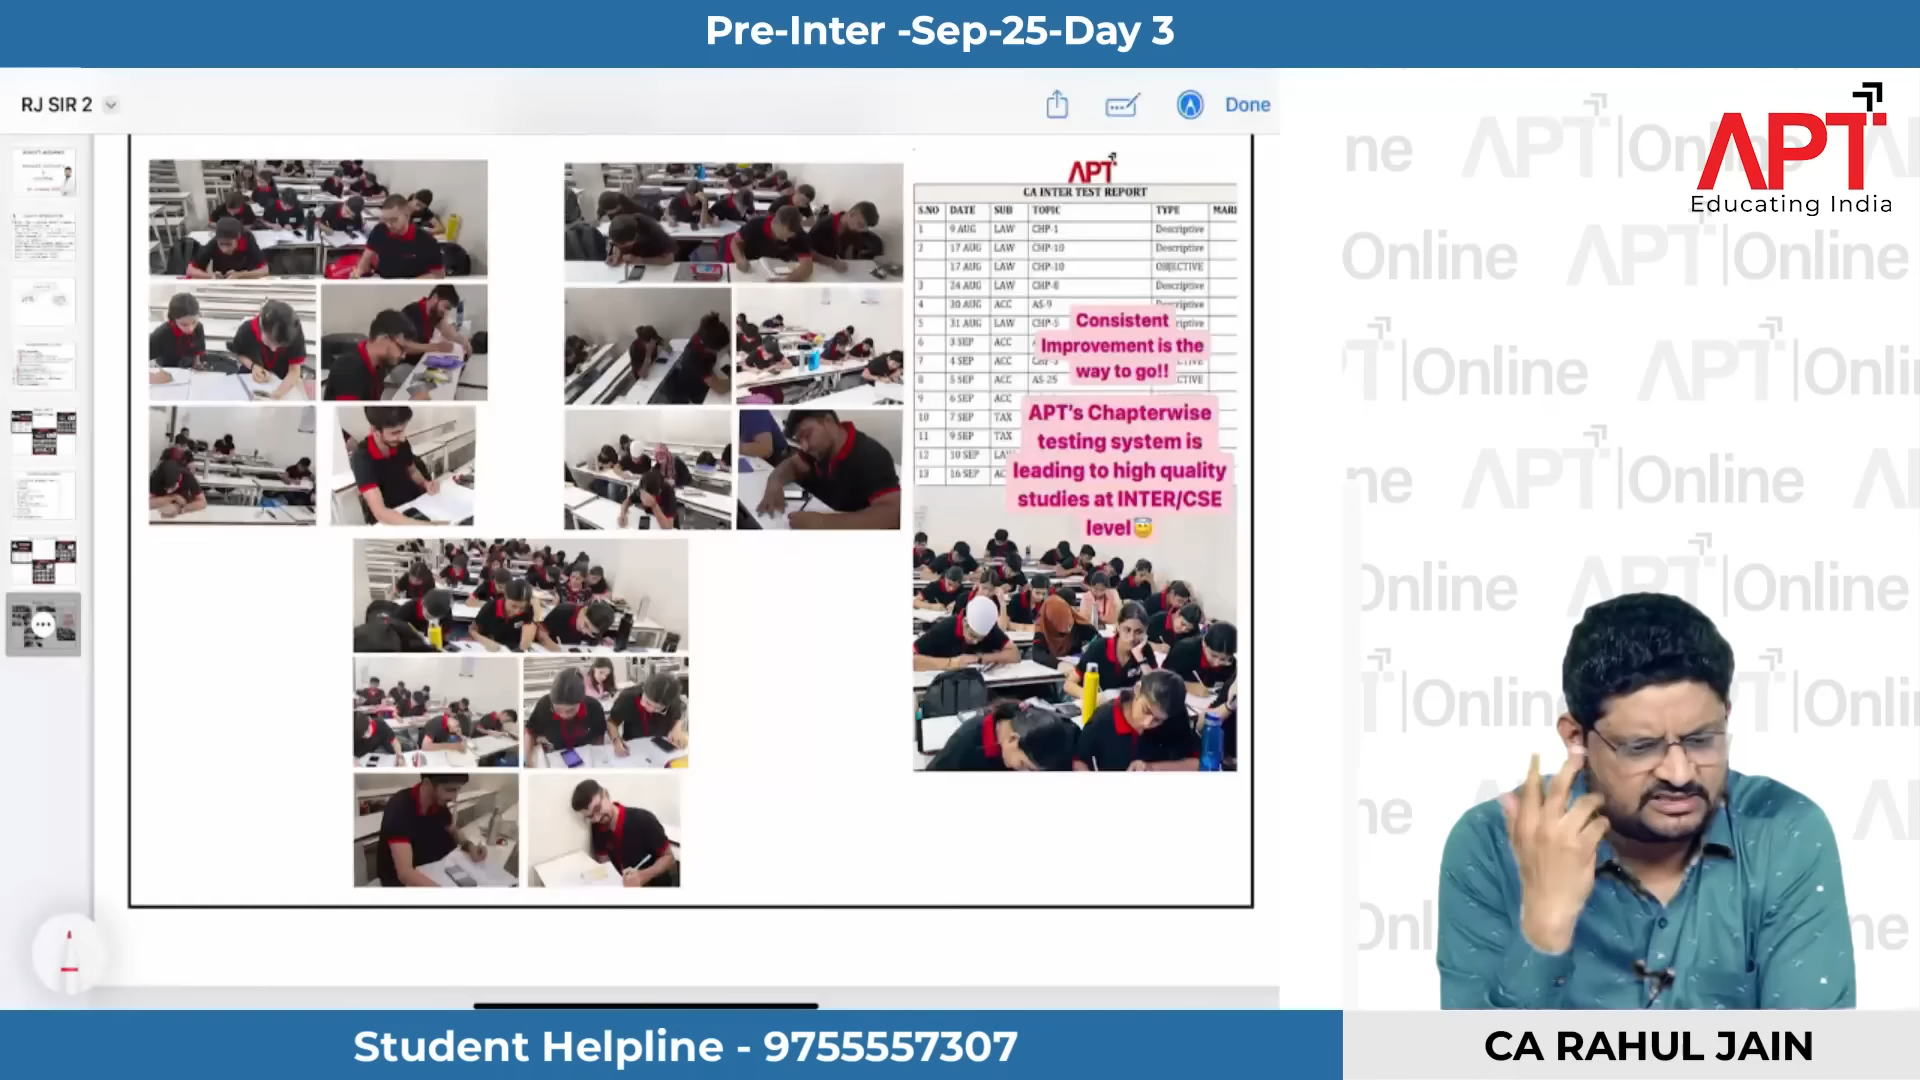 Pre-Inter -Sep-25-Day 3
RJ SIR 2
Done
APT
CA INTER TEST REPORT
S.NO DATE SUB TOPIC TYPE MARI
1 9 AUG LAW CHP-1 Descriptive
2 17 AUG LAW CHP-10 Descriptive
17 AUG LAW CHP-10 OBJECTIVE
3 24 AUG LAW CHP-8 Descriptive
4 30 AUG ACC AS-9
5 31 AUG LAW CHP-5
6 3 SEP ACC
7 4 SEP ACC
8 5 SEP ACC AS-25
9 6 SEP ACC
10 7 SEP TAX
11 9 SEP TAX
12 10 SEP
13 16 SEP
Consistent
Improvement is the
way to go!!
APT's Chapterwise
testing system is
leading to high quality
studies at INTER/CSE
level😇
APT
Educating India
APT|Online
Student Helpline - 9755557307
CA RAHUL JAIN